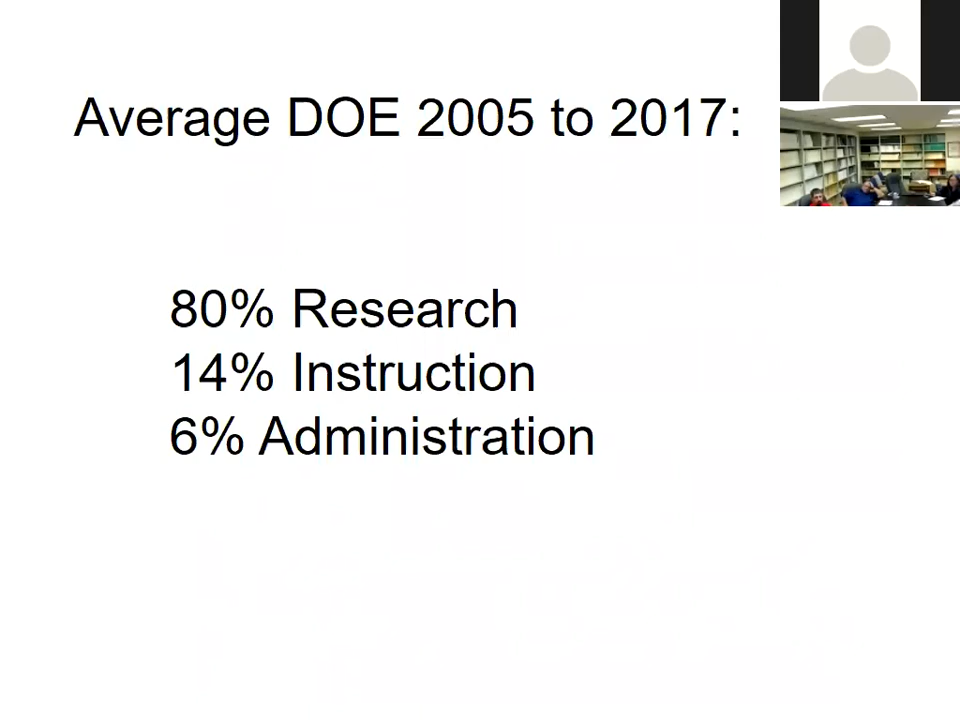 Average DOE 2005 to 2017:
80% Research
14% Instruction
6% Administration